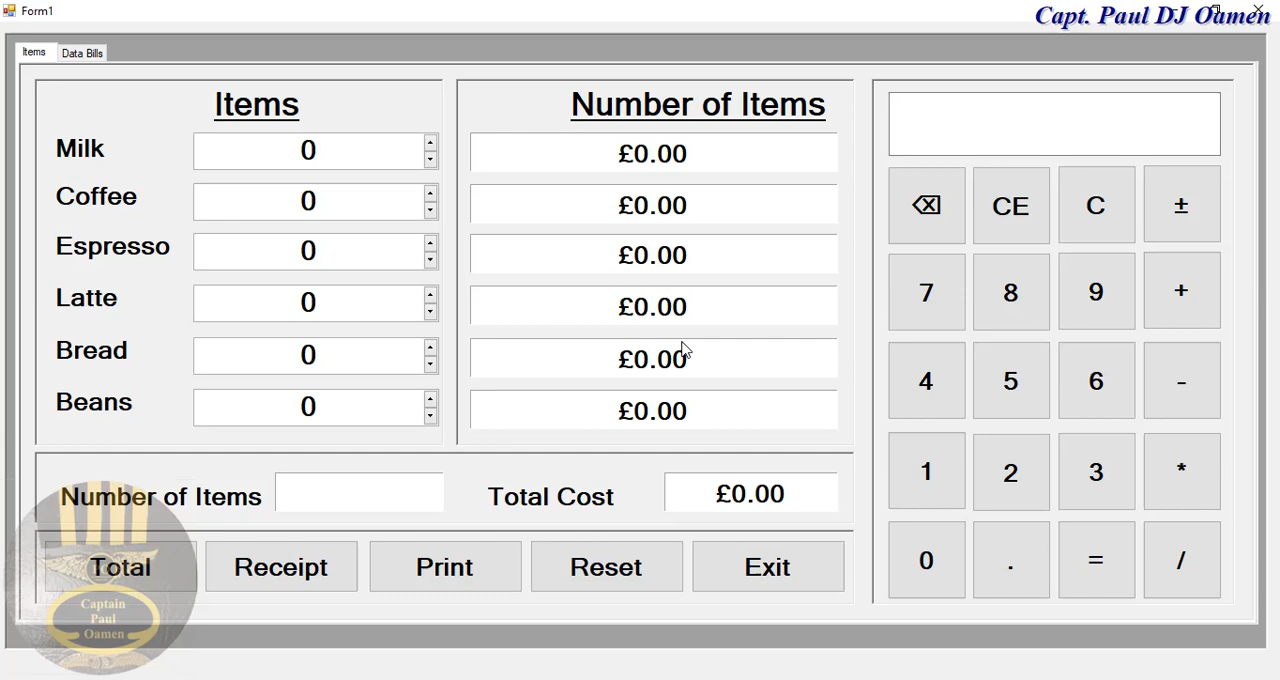 Form1
Capt. Paul DJ Oamen
Items
Data Bills
Items
Number of Items
Milk
0
£0.00
Coffee
0
£0.00
Espresso
0
£0.00
Latte
0
£0.00
Bread
0
£0.00
Beans
0
£0.00
Number of Items
Total Cost
£0.00
Total
Receipt
Print
Reset
Exit
CE
C
±
7
8
9
+
4
5
6
-
1
2
3
*
0
.
=
/
Captain
Paul
Oamen